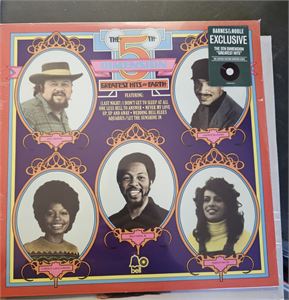 THE 5TH
DIMENSION
GREATEST HITS ON EARTH
FEATURING:
(LAST NIGHT) I DIDN'T GET TO SLEEP AT ALL
ONE LESS BELL TO ANSWER • NEVER MY LOVE
UP, UP AND AWAY • WEDDING BELL BLUES
AQUARIUS/LET THE SUNSHINE IN
BARNES & NOBLE
EXCLUSIVE
THE 5TH DIMENSION
"GREATEST HITS"
bell